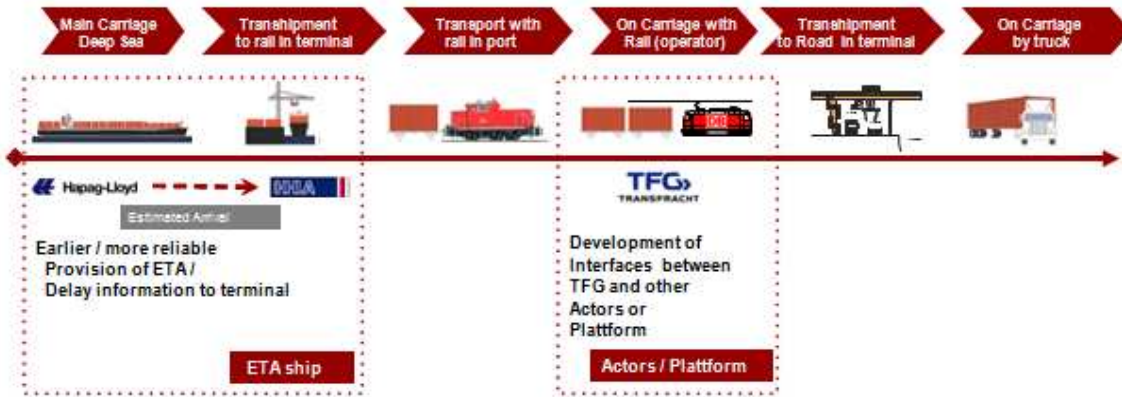 Main Carriage
Deep Sea
Transhipment
to rail in terminal
Transport with
rail in port
On Carriage with
Rail (operator)
Transhipment
to Road in terminal
On Carriage
by truck
Hapag-Lloyd
HHLA
Estimated Arrival
TFG
TRANSFRACHT
Earlier / more reliable
Provision of ETA /
Delay information to terminal
Development of
Interfaces between
TFG and other
Actors or
Plattform
ETA ship
Actors / Plattform